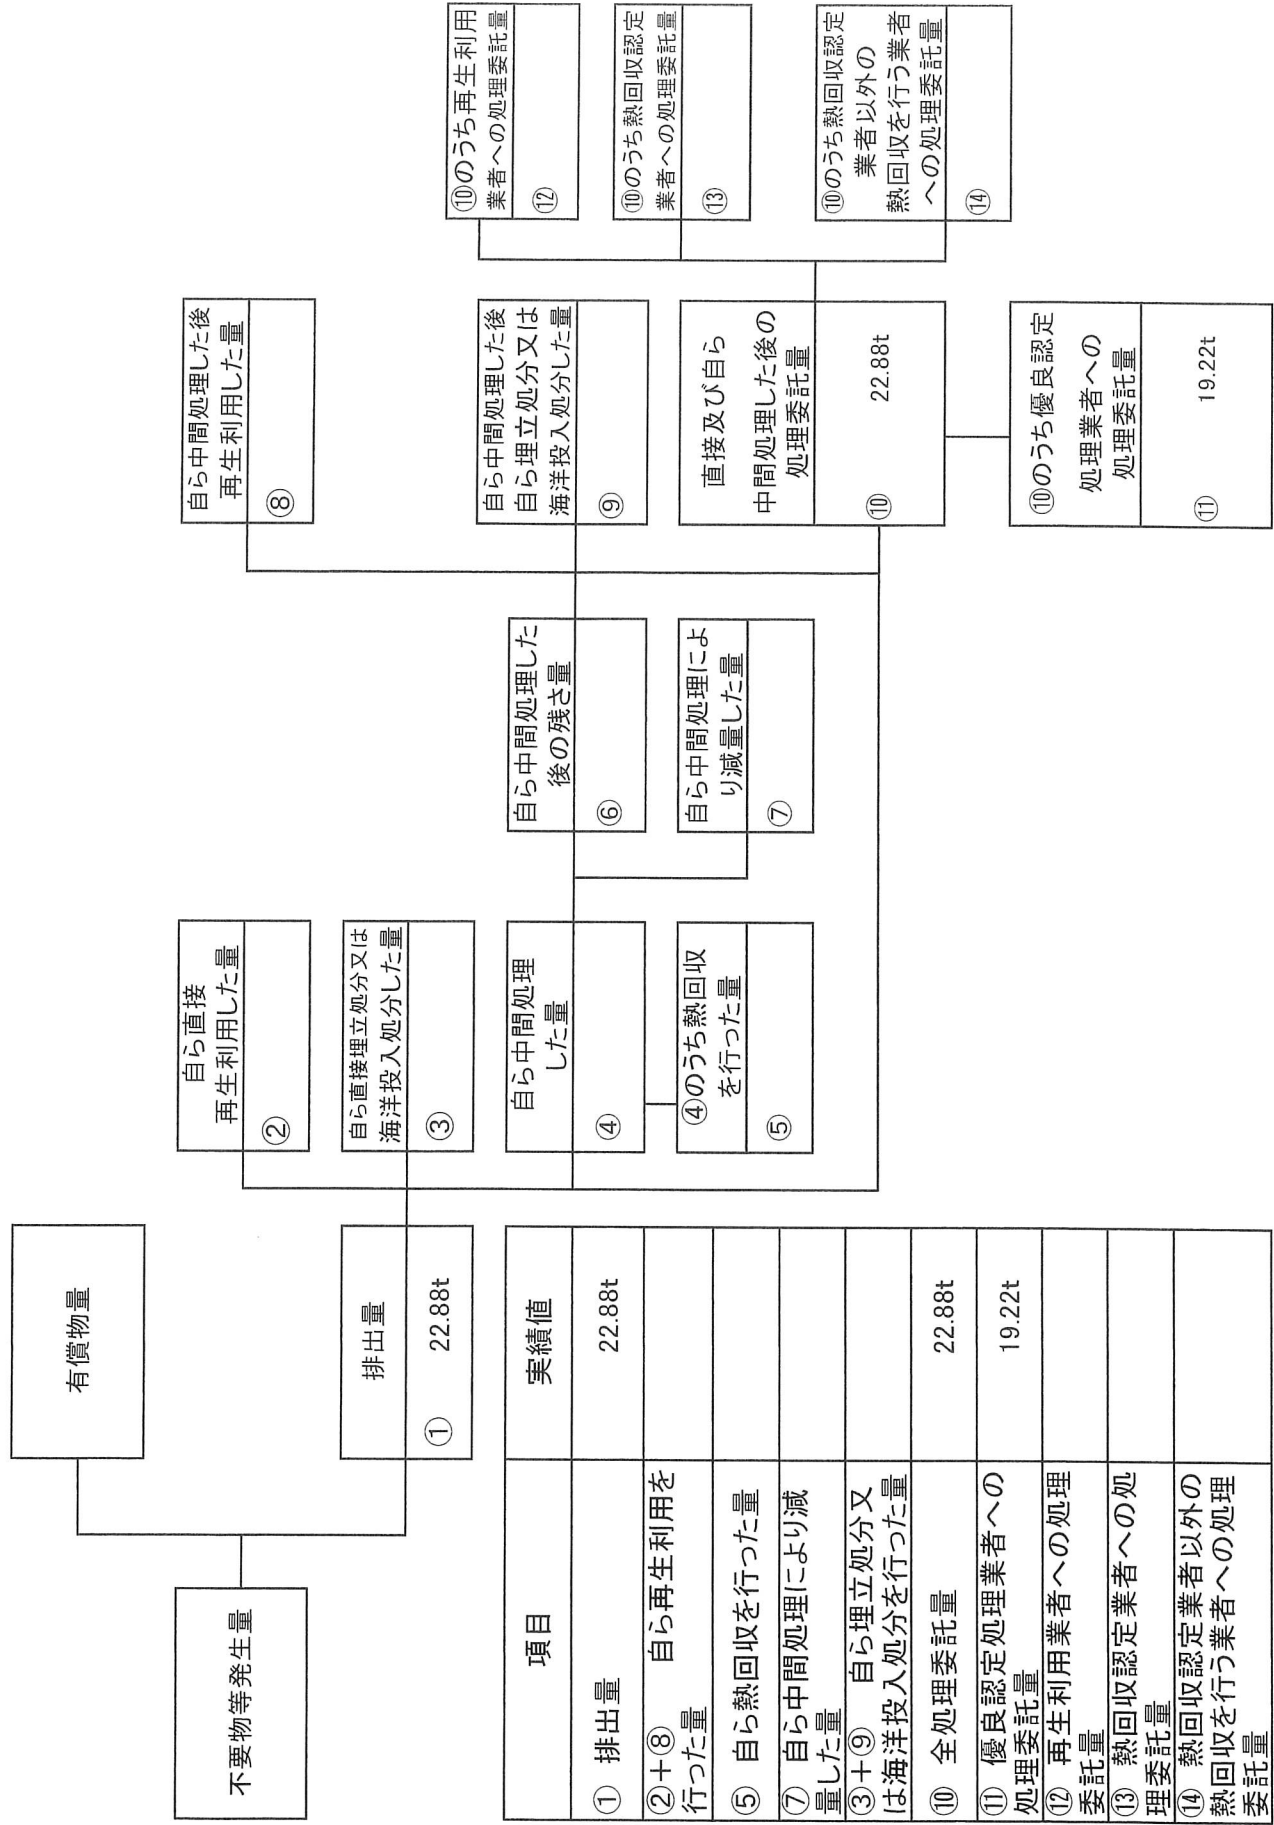 不要物等発生量
有償物量
排出量
① 22.88t
自ら直接
再生利用した量
②
自ら直接埋立処分又は
海洋投入処分した量
③
自ら中間処理
した量
④
④のうち熱回収
を行った量
⑤
自ら中間処理した
後の残さ量
⑥
自ら中間処理によ
り減量した量
⑦
自ら中間処理した後
再生利用した量
⑧
自ら中間処理した後
自ら埋立処分又は
海洋投入処分した量
⑨
直接及び自ら
中間処理した後の
処理委託量
⑩ 22.88t
⑩のうち優良認定
処理業者への
処理委託量
⑪ 19.22t
⑩のうち再生利用
業者への処理委託量
⑫
⑩のうち熱回収認定
業者への処理委託量
⑬
⑩のうち熱回収認定
業者以外の
熱回収を行う業者
への処理委託量
⑭
項目 実績値
① 排出量 22.88t
②+⑧ 自ら再生利用を
行った量
⑤ 自ら熱回収を行った量
⑦ 自ら中間処理により減
量した量
③+⑨ 自ら埋立処分又
は海洋投入処分を行った量
⑩ 全処理委託量 22.88t
⑪ 優良認定処理業者への
処理委託量 19.22t
⑫ 再生利用業者への処理
委託量
⑬ 熱回収認定業者への処
理委託量
⑭ 熱回収認定業者以外の
熱回収を行う業者への処理
委託量